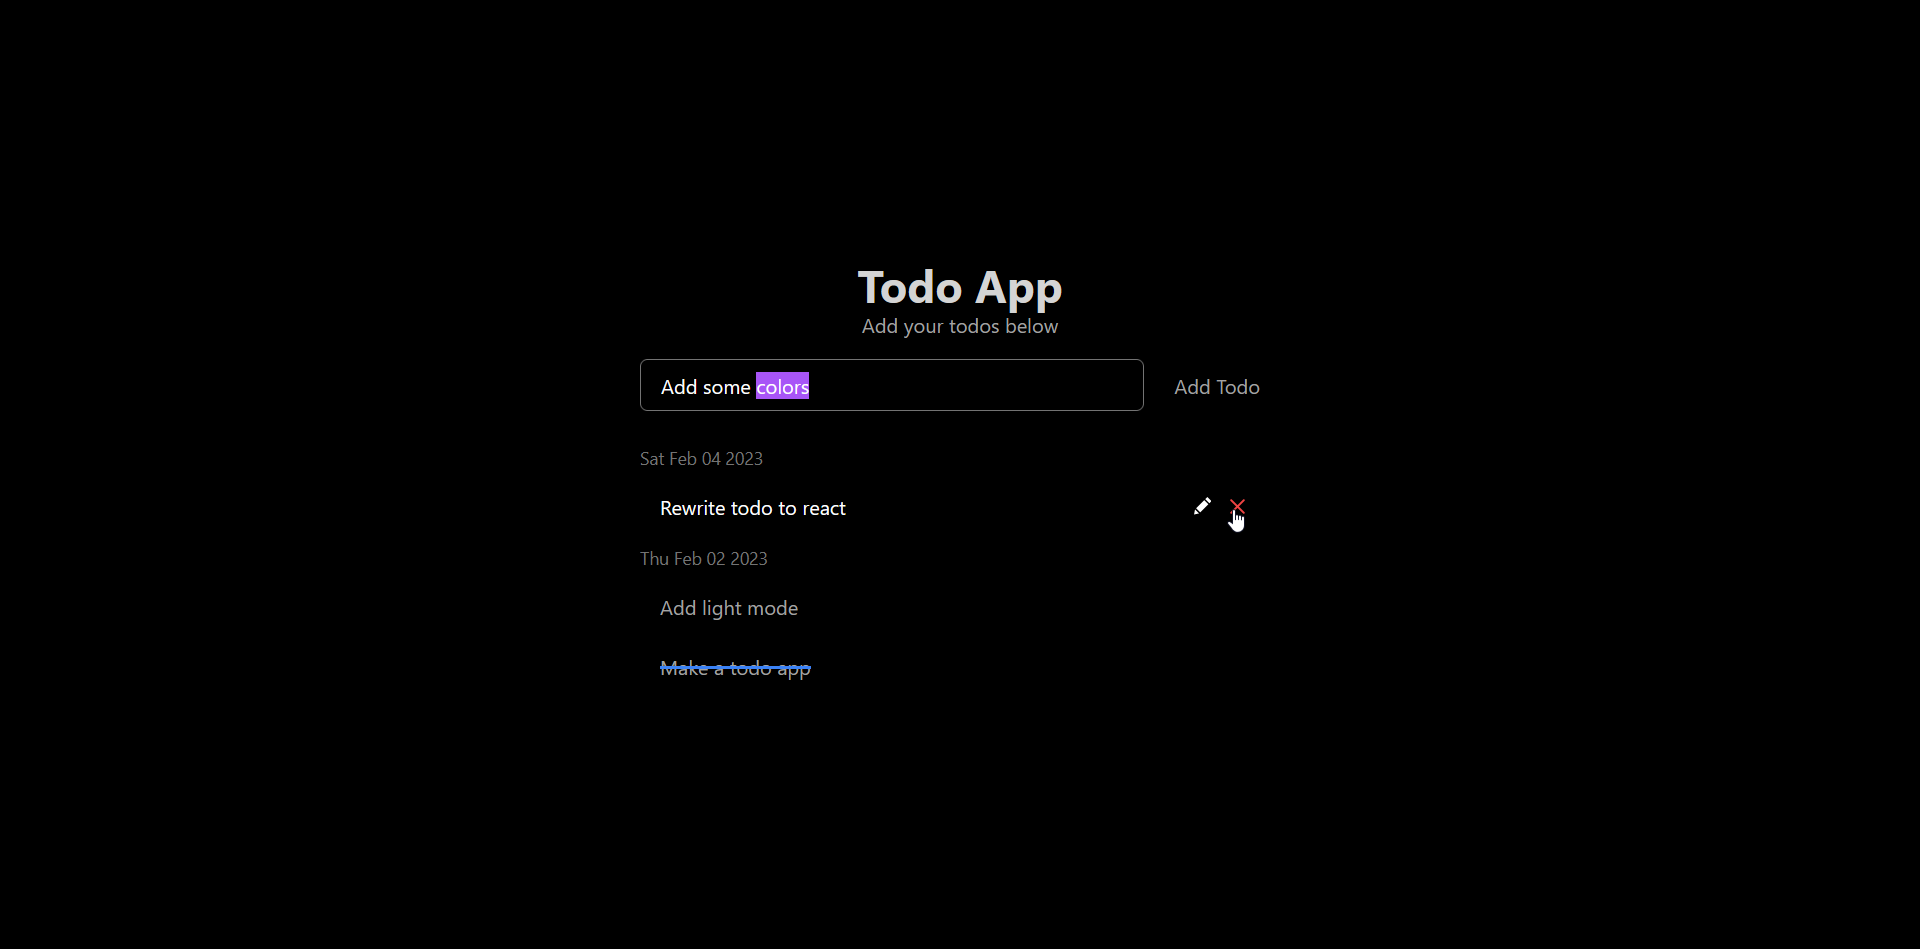 Todo App
Add your todos below
Add some colors
Add Todo
Sat Feb 04 2023
Rewrite todo to react
Thu Feb 02 2023
Add light mode
Make a todo app